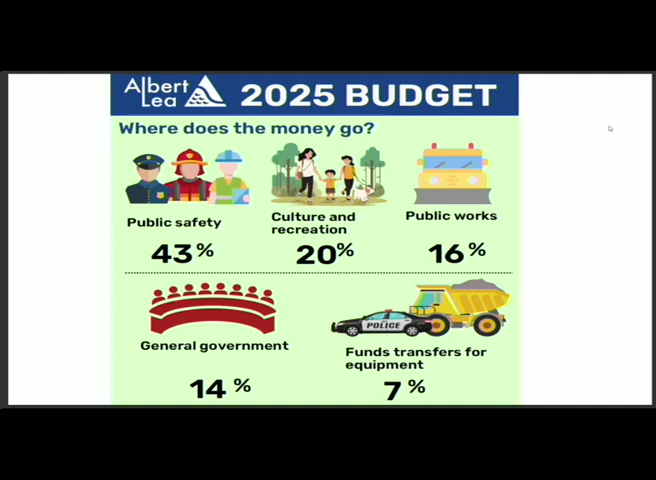 Albert
Lea
2025 BUDGET
Where does the money go?
Public safety
43%
Culture and
recreation
20%
Public works
16%
General government
14 %
POLICE
Funds transfers for
equipment
7 %